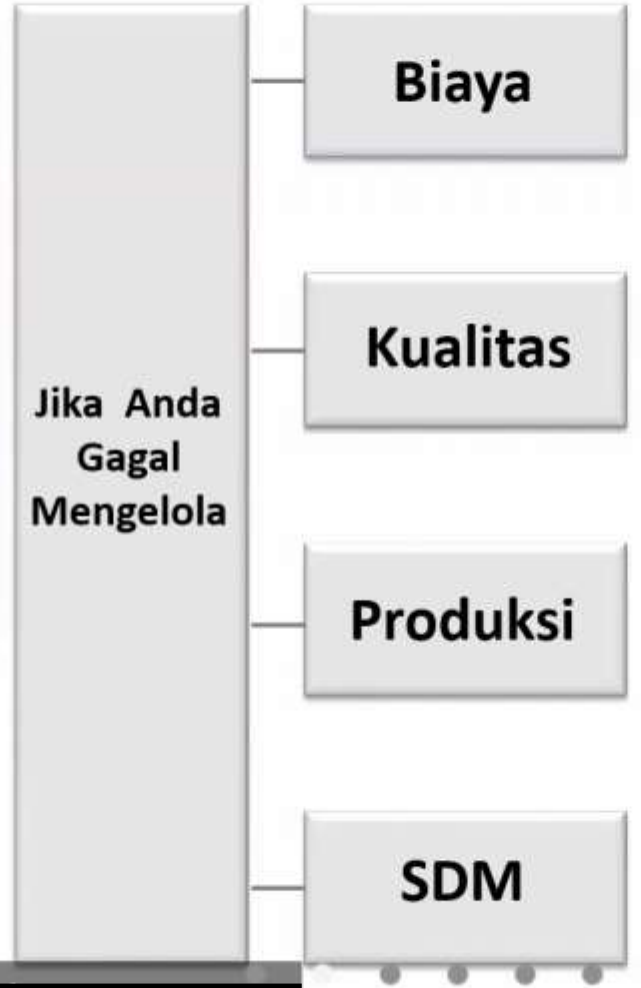 Jika Anda
Gagal
Mengelola
Biaya
Kualitas
Produksi
SDM